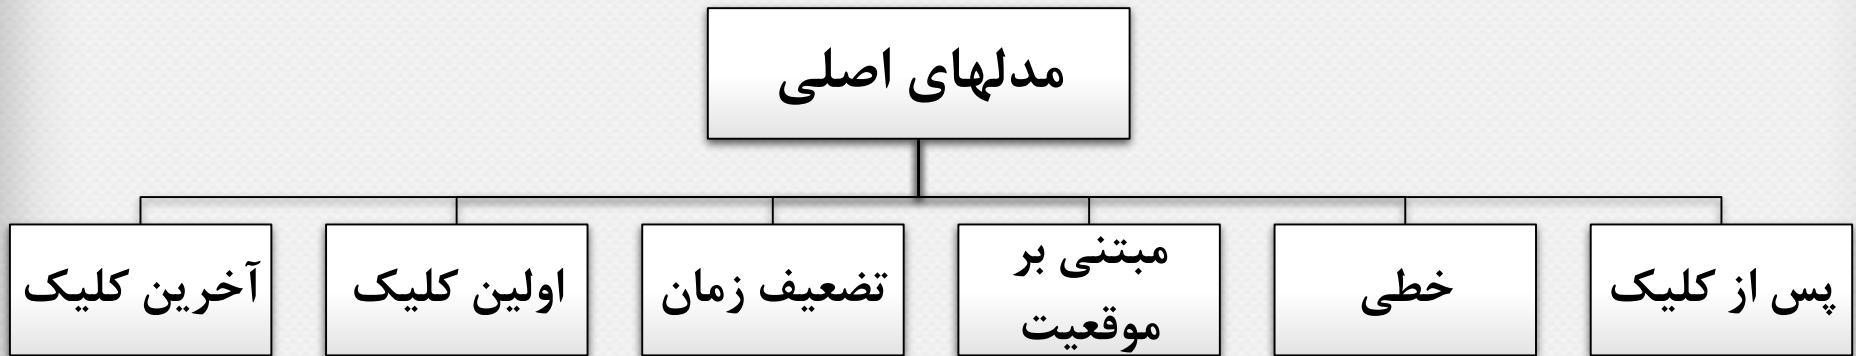 مدلهای اصلی
پس از کلیک
خطی
مبتنی بر
موقعیت
تضعیف زمان
اولین کلیک
آخرین کلیک